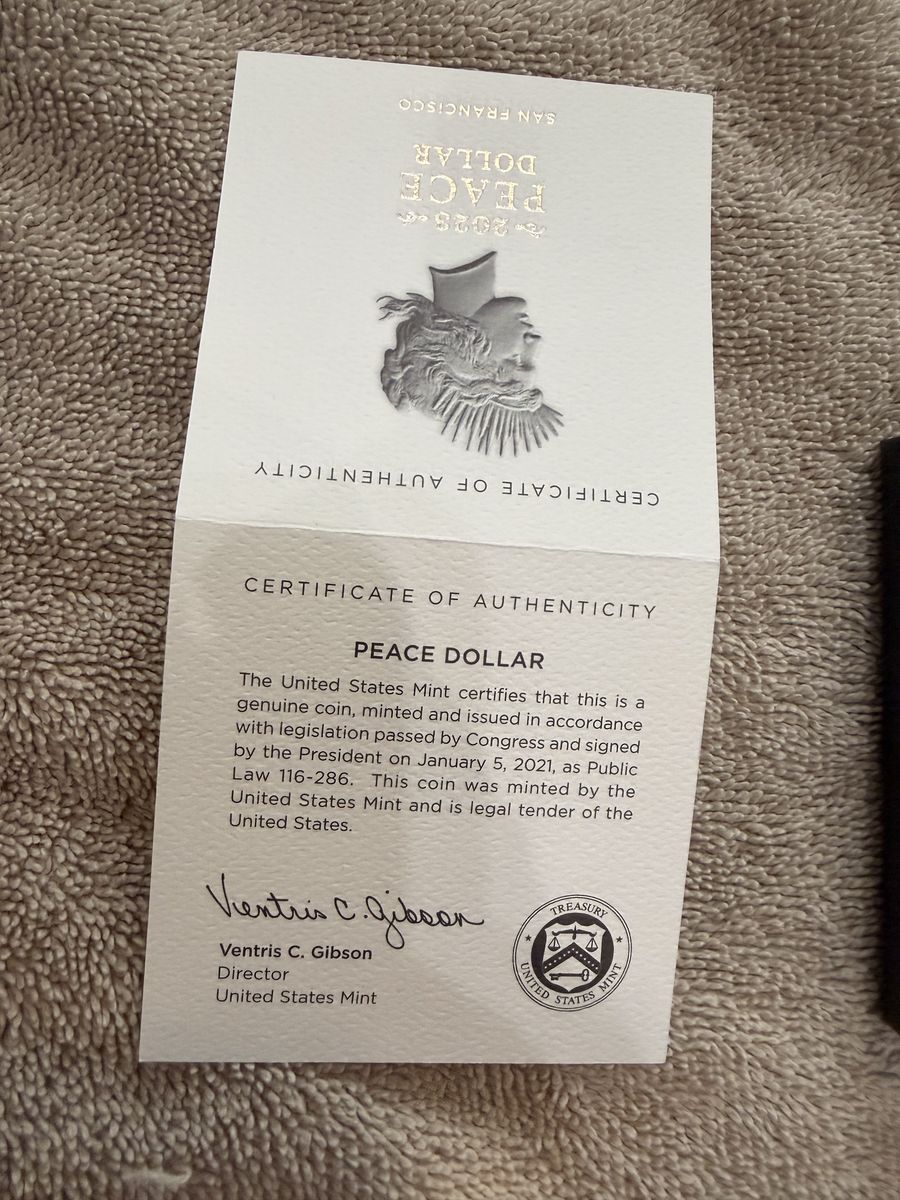 SAN FRANCISCO
PEACE
DOLLAR
2023
CERTIFICATE OF AUTHENTICITY
CERTIFICATE OF AUTHENTICITY
PEACE DOLLAR
The United States Mint certifies that this is a
genuine coin, minted and issued in accordance
with legislation passed by Congress and signed
by the President on January 5, 2021, as Public
Law 116-286. This coin was minted by the
United States Mint and is legal tender of the
United States.
Ventris C. Gibson
Ventris C. Gibson
Director
United States Mint
TREASURY
UNITED STATES MINT